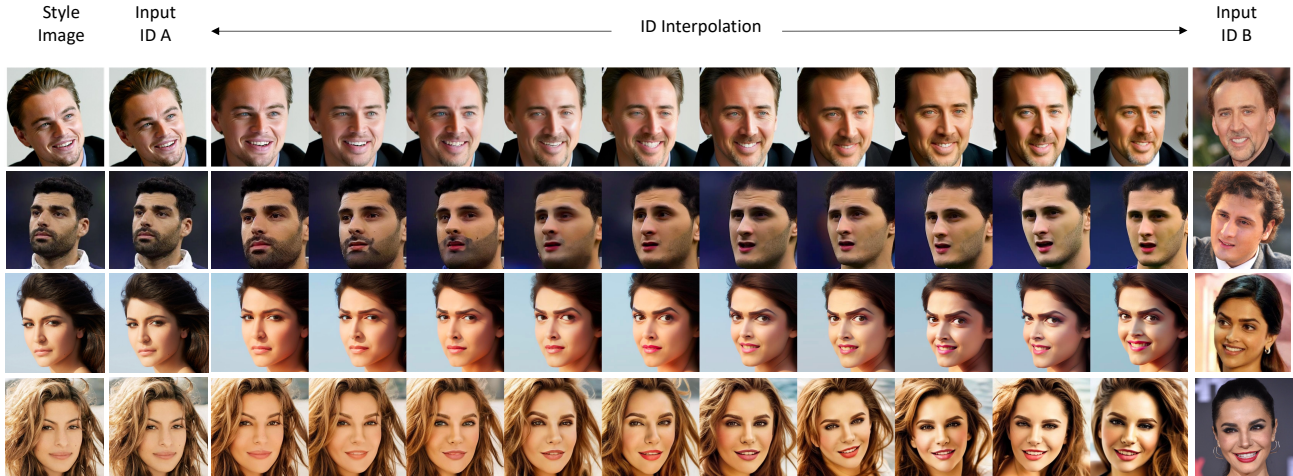 Style
Image
Input
ID A
ID Interpolation
Input
ID B